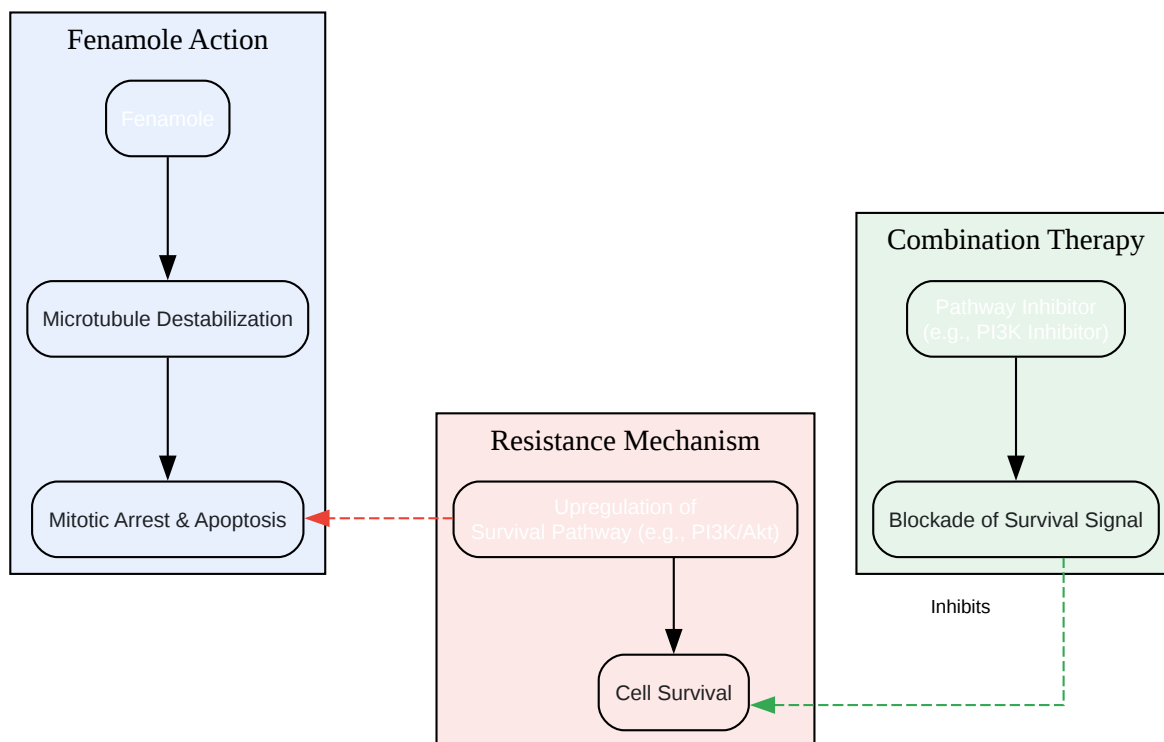 Fenamole Action
Fenamole
Microtubule Destabilization
Mitotic Arrest & Apoptosis
Resistance Mechanism
Upregulation of
Survival Pathway (e.g., PI3K/Akt)
Cell Survival
Combination Therapy
Pathway Inhibitor
(e.g., PI3K Inhibitor)
Blockade of Survival Signal
Inhibits